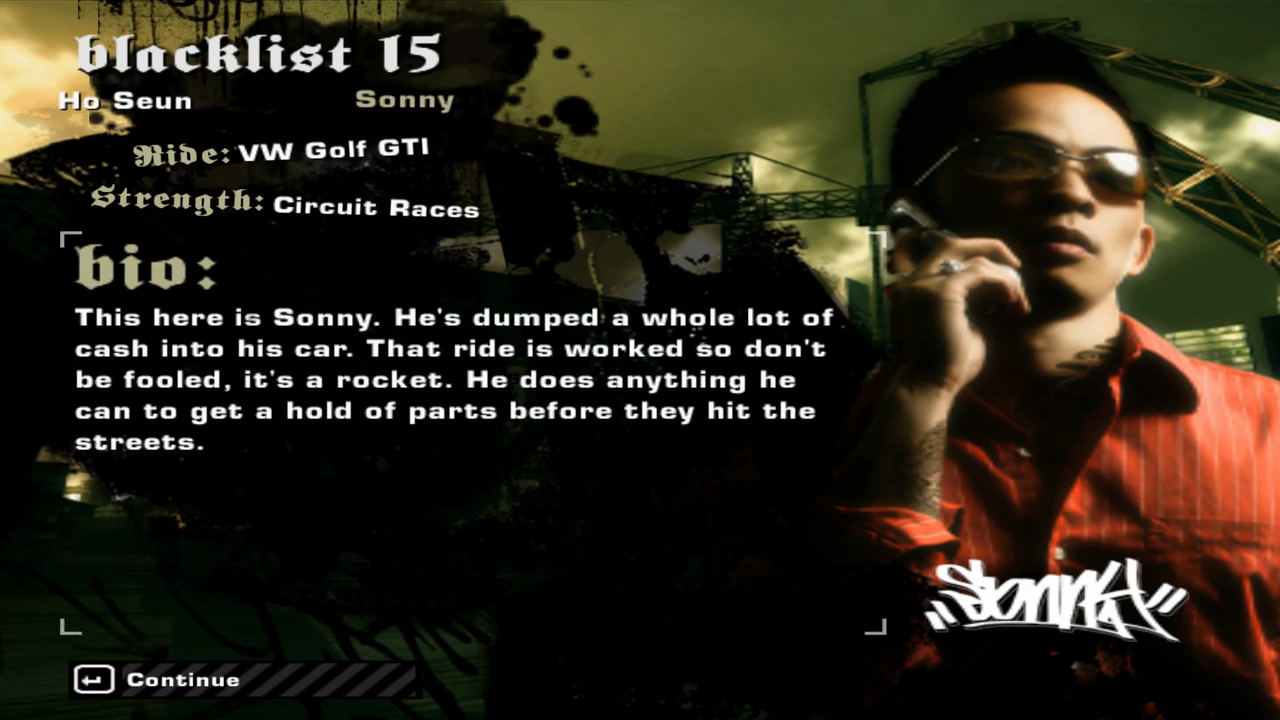 blacklist 15
Ho Seun Sonny
Ride: VW Golf GTI
Strength: Circuit Races
bio:
This here is Sonny. He's dumped a whole lot of
cash into his car. That ride is worked so don't
be fooled, it's a rocket. He does anything he
can to get a hold of parts before they hit the
streets.
"Sonny"
Continue